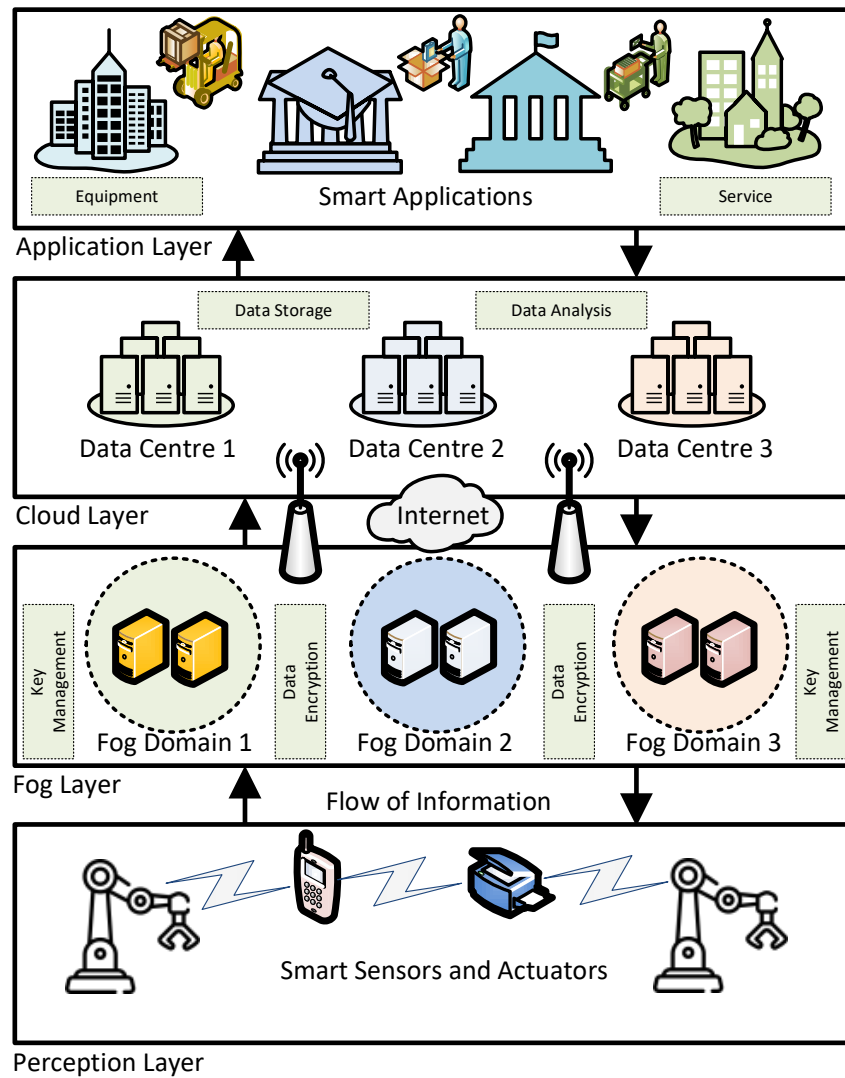 Equipment
Smart Applications
Service
Application Layer
Data Storage
Data Analysis
Data Centre 1
Data Centre 2
Data Centre 3
Cloud Layer
Internet
Key
Management
Data
Encryption
Data
Encryption
Key
Management
Fog Domain 1
Fog Domain 2
Fog Domain 3
Fog Layer
Flow of Information
Smart Sensors and Actuators
Perception Layer